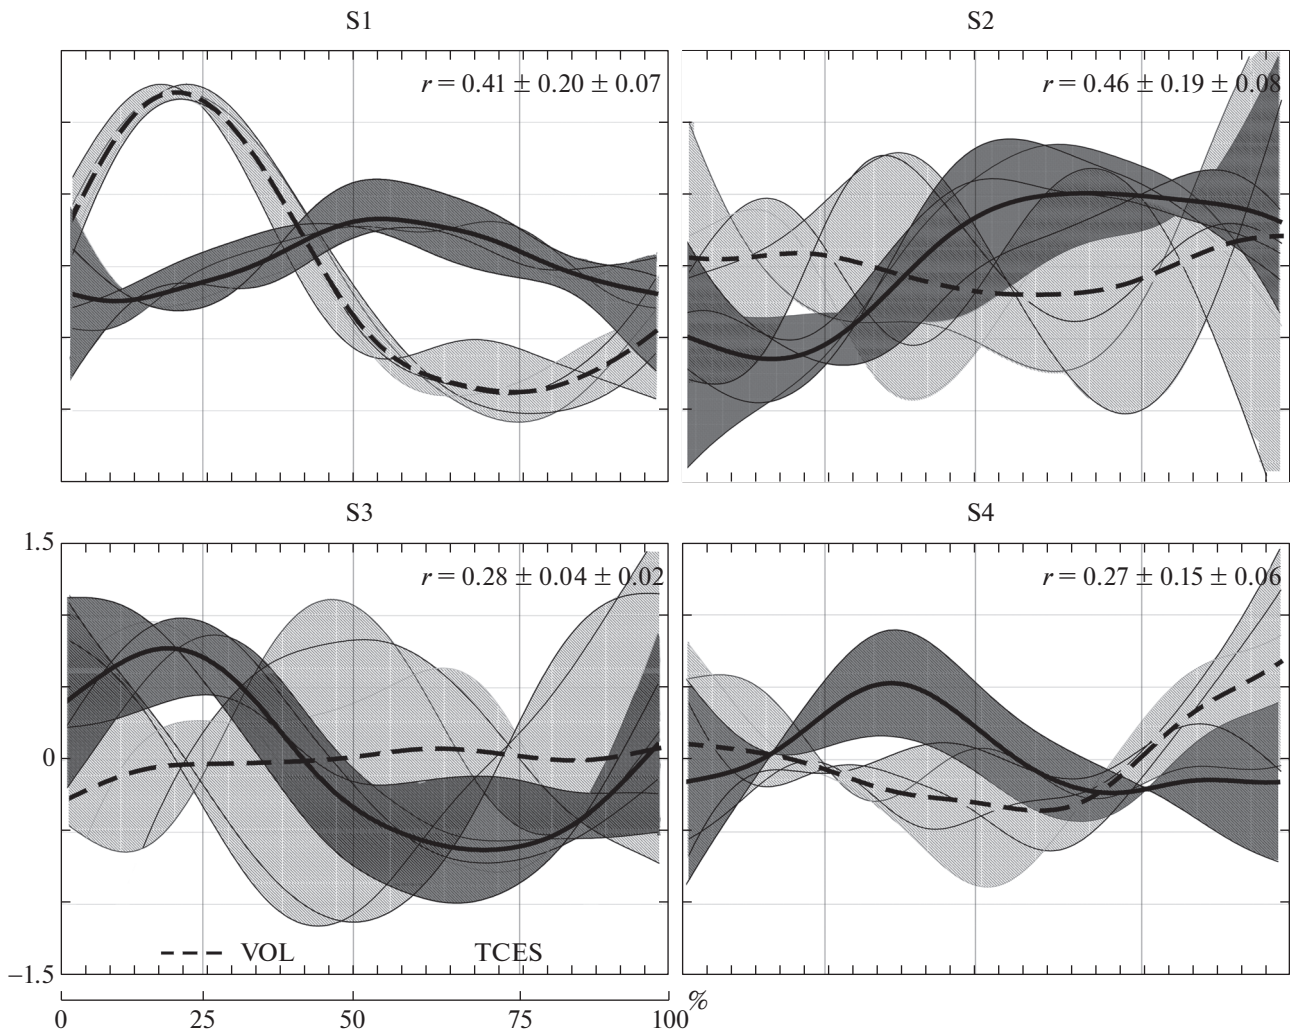 S1
S2
r = 0.41 ± 0.20 ± 0.07
r = 0.46 ± 0.19 ± 0.08
S3
S4
1.5
r = 0.28 ± 0.04 ± 0.02
r = 0.27 ± 0.15 ± 0.06
0
VOL
TCES
–1.5
%
0 25 50 75 100